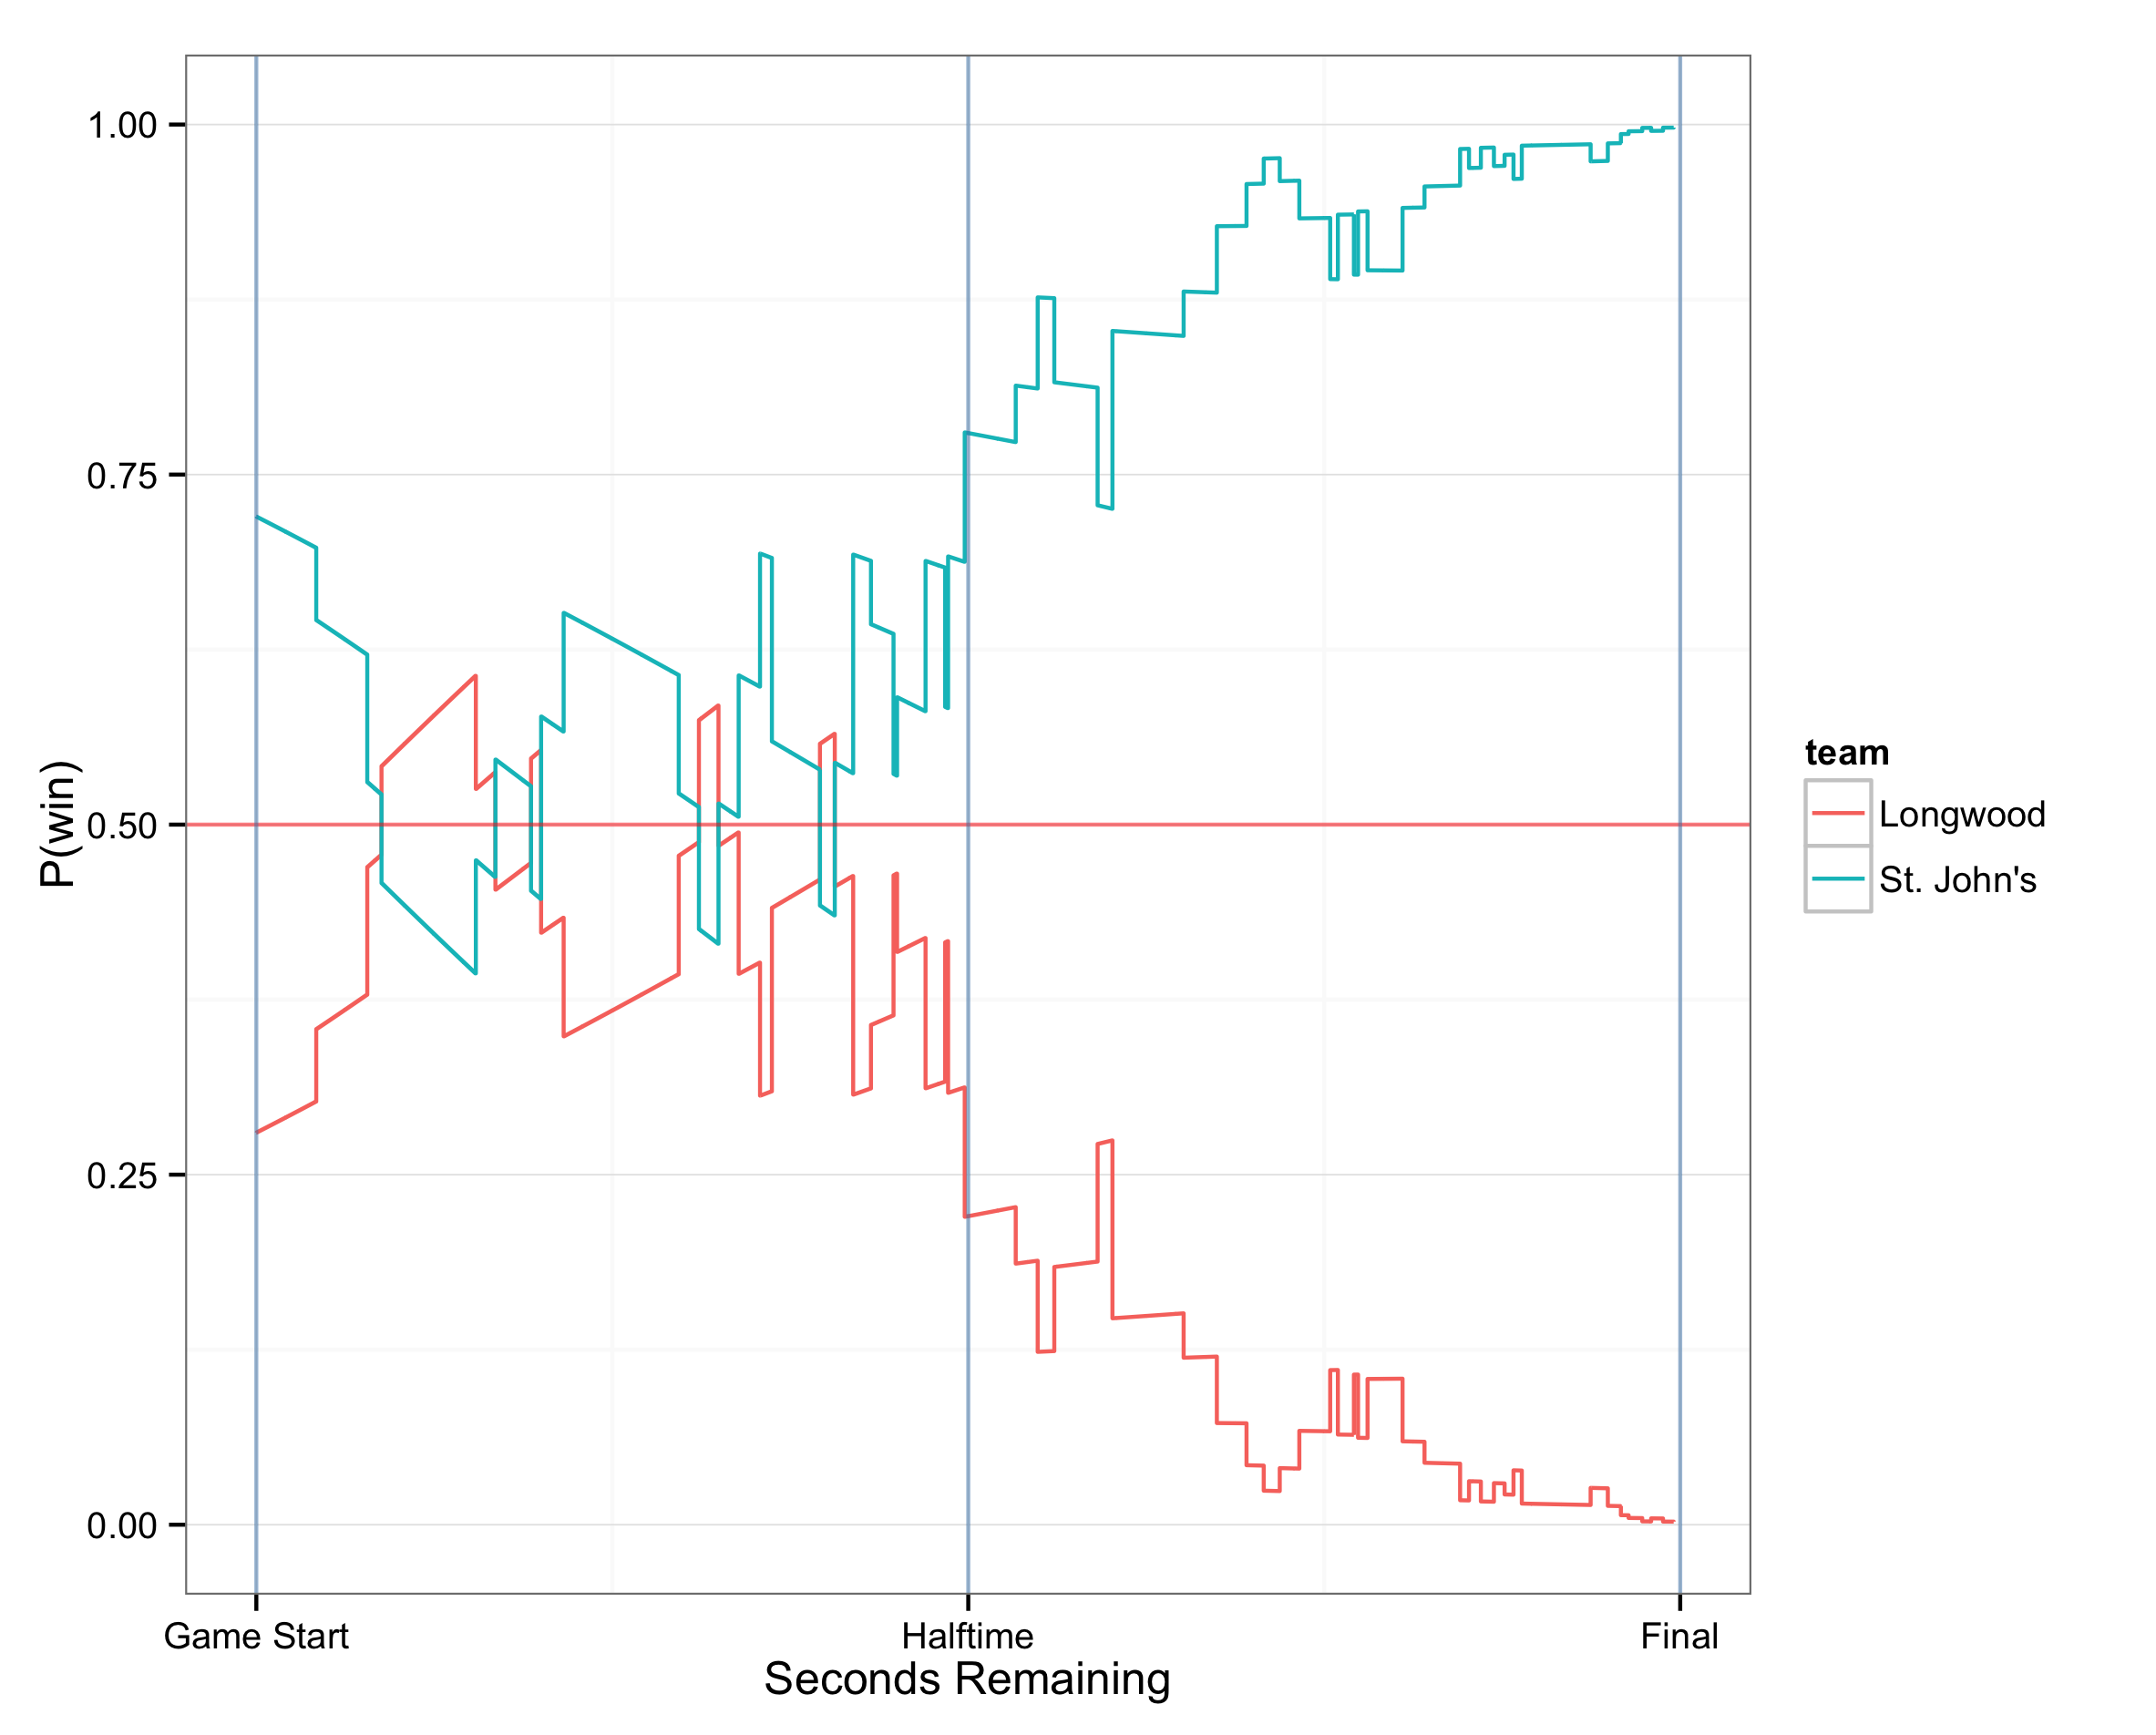 1.00
0.75
0.50
0.25
0.00
P(win)
Game Start
Halftime
Final
Seconds Remaining
team
Longwood
St. John's